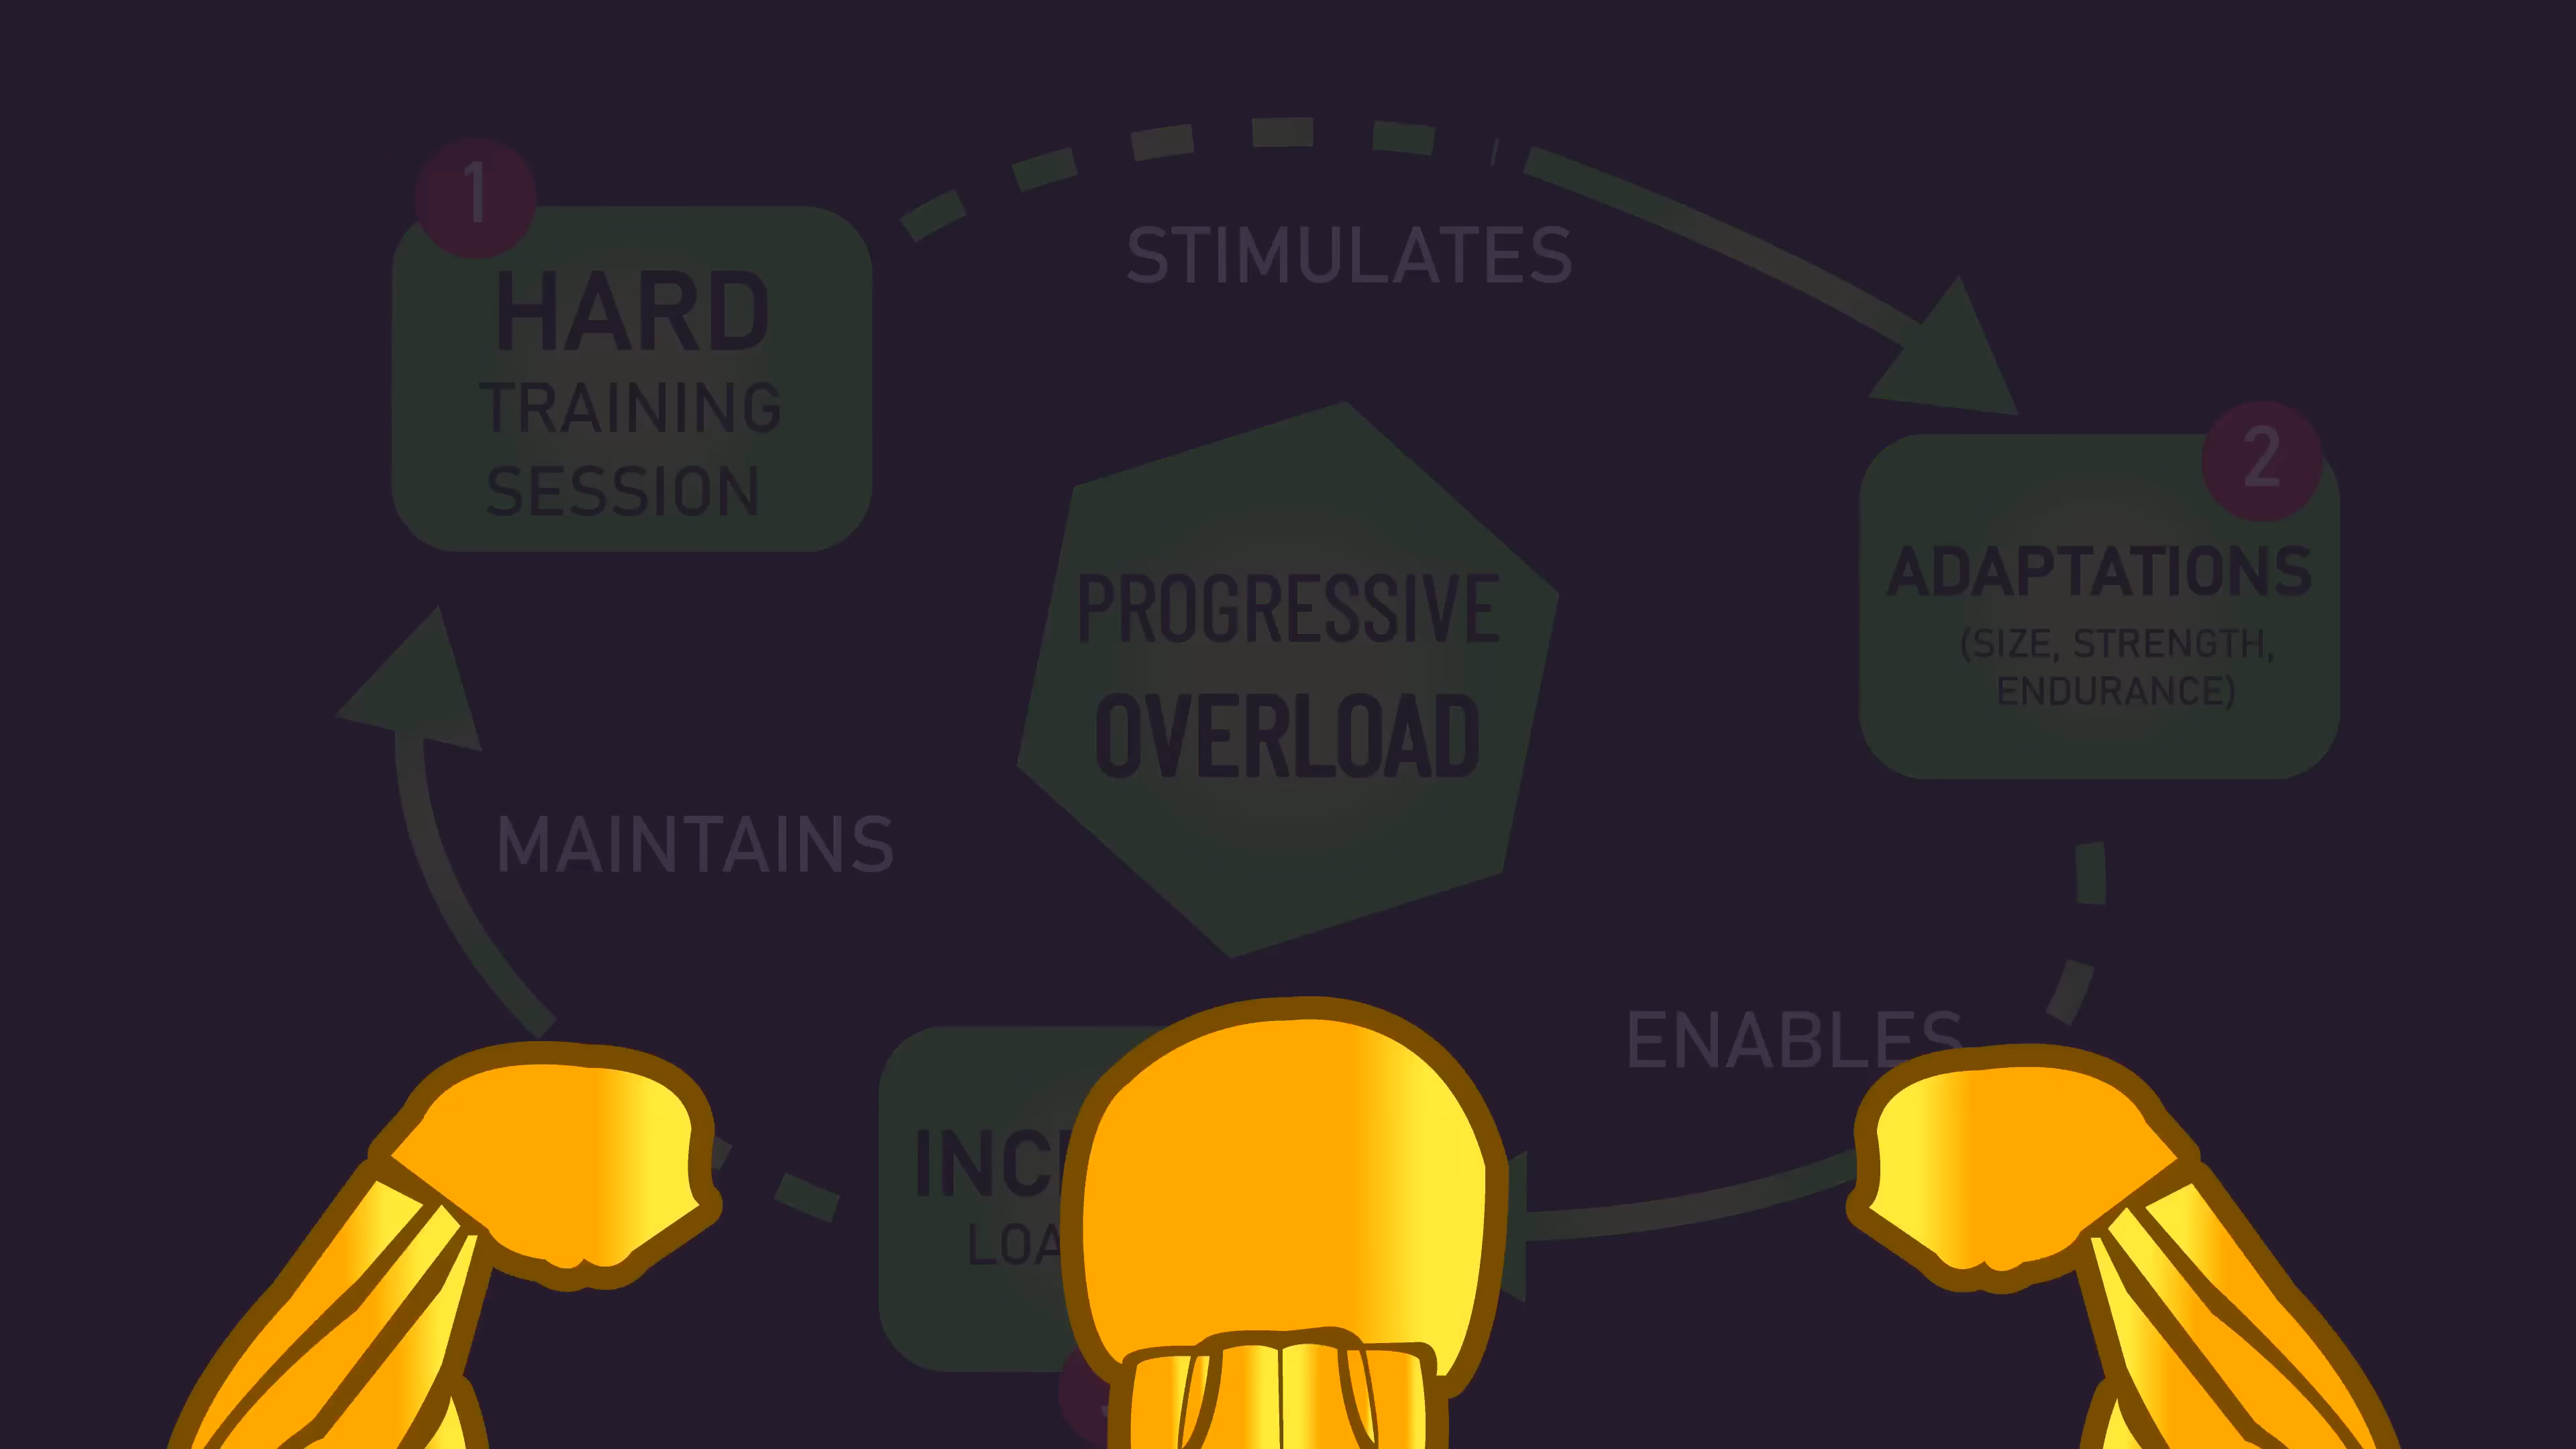 1
HARD
TRAINING
SESSION
STIMULATES
2
ADAPTATIONS
(SIZE, STRENGTH,
ENDURANCE)
PROGRESSIVE
OVERLOAD
MAINTAINS
ENABLES